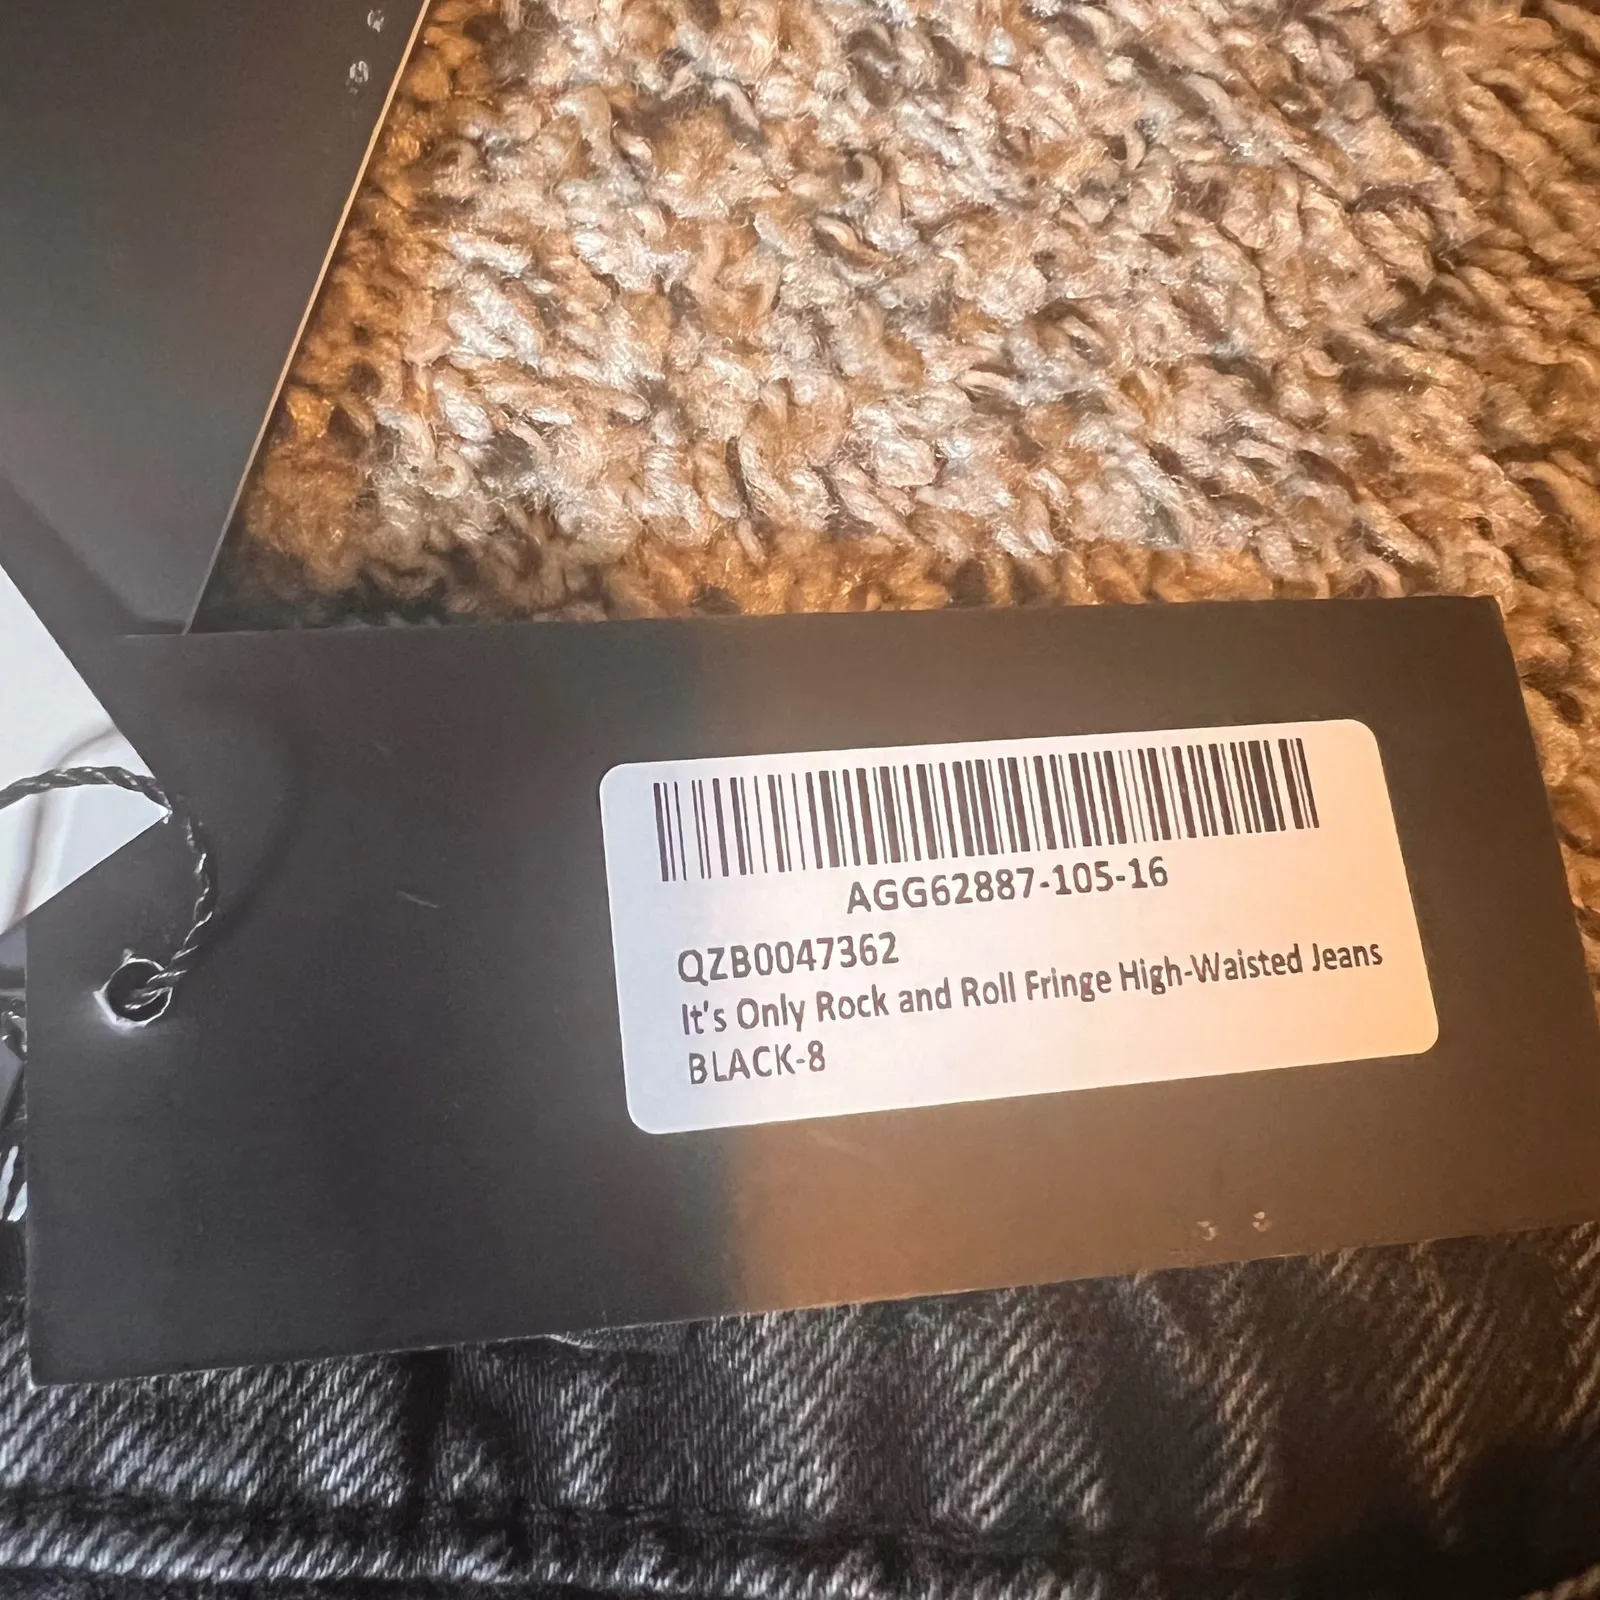 AGG62887-105-16
QZB0047362
It's Only Rock and Roll Fringe High-Waisted Jeans
BLACK-8